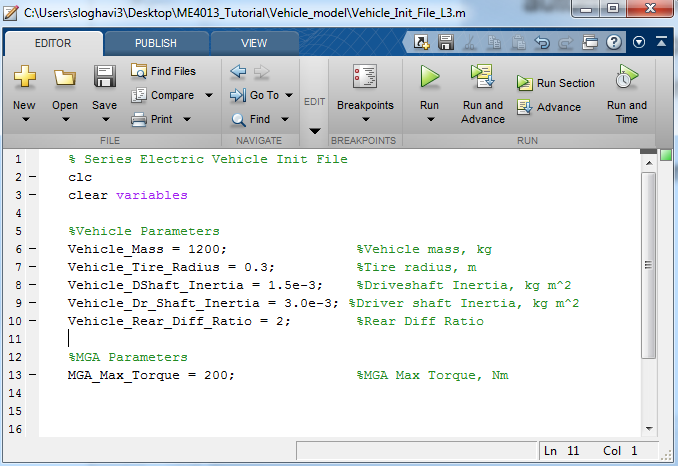 C:\Users\sloghavi3\Desktop\ME4013_Tutorial\Vehicle_model\Vehicle_Init_File_L3.m
EDITOR PUBLISH VIEW
New Open Save Find Files Compare Print
Go To Find
EDIT
Breakpoints
Run Run and Advance Run Section Advance Run and Time
FILE NAVIGATE BREAKPOINTS RUN
1 % Series Electric Vehicle Init File
2 – clc
3 – clear variables
4
5 %Vehicle Parameters
6 – Vehicle_Mass = 1200; %Vehicle mass, kg
7 – Vehicle_Tire_Radius = 0.3; %Tire radius, m
8 – Vehicle_DShaft_Inertia = 1.5e-3; %Driveshaft Inertia, kg m^2
9 – Vehicle_Dr_Shaft_Inertia = 3.0e-3; %Driver shaft Inertia, kg m^2
10 – Vehicle_Rear_Diff_Ratio = 2; %Rear Diff Ratio
11
12 %MGA Parameters
13 – MGA_Max_Torque = 200; %MGA Max Torque, Nm
14
15
16
Ln 11 Col 1